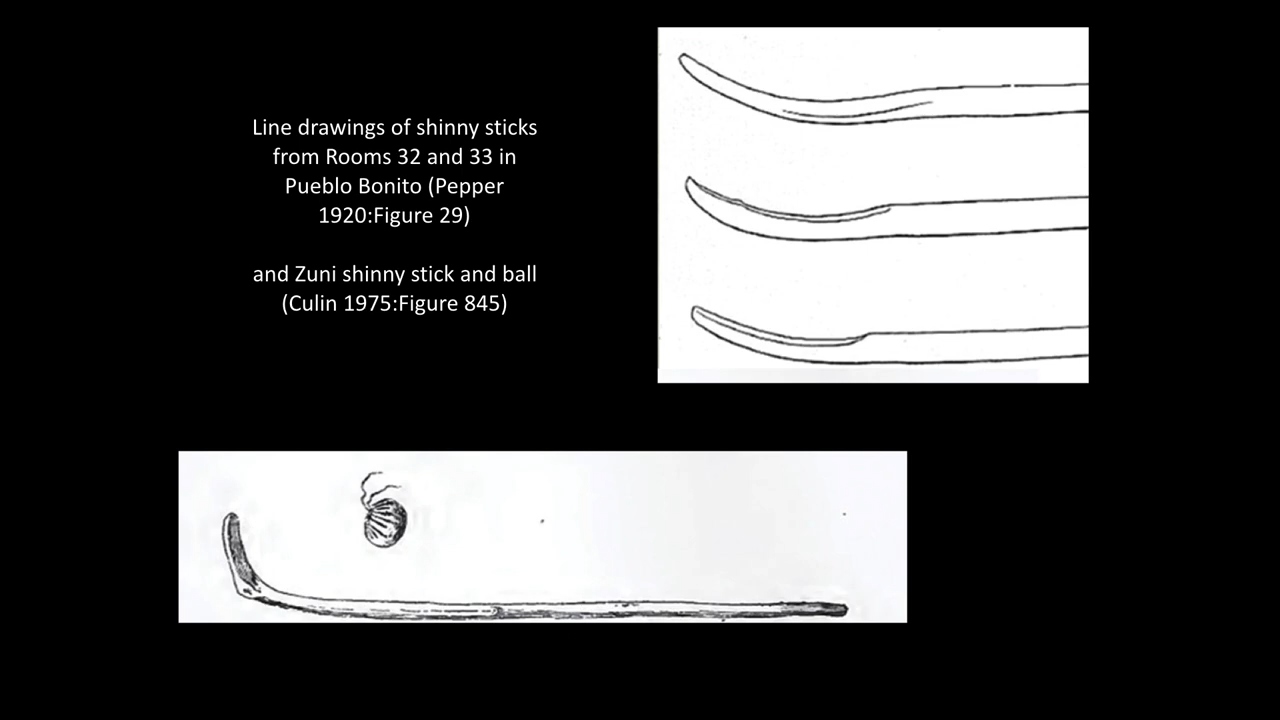 Line drawings of shinny sticks
from Rooms 32 and 33 in
Pueblo Bonito (Pepper
1920:Figure 29)
and Zuni shinny stick and ball
(Culin 1975:Figure 845)